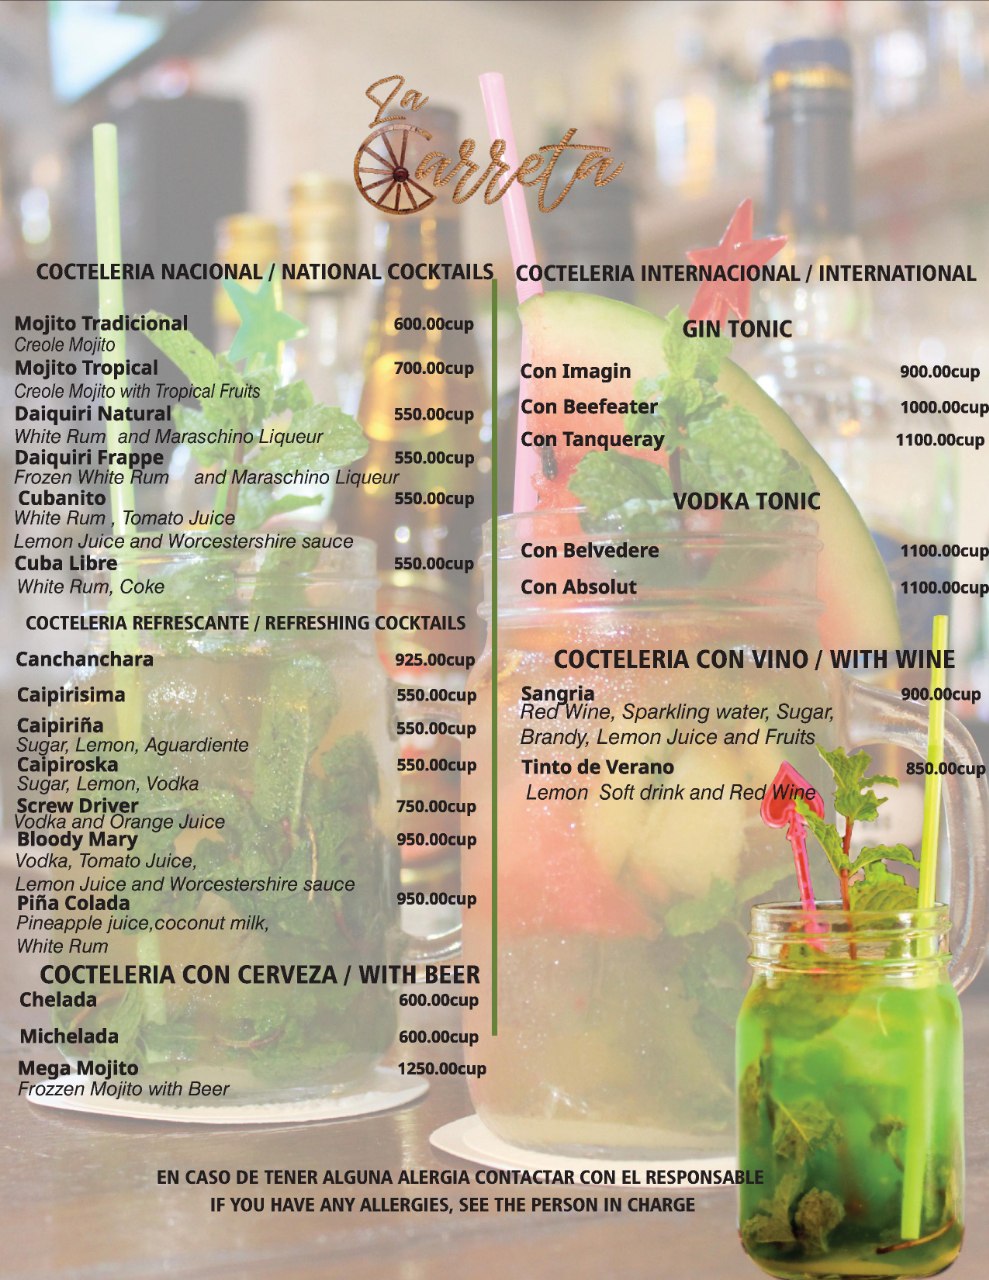 La
Carreta
COCTELERIA NACIONAL / NATIONAL COCKTAILS
Mojito Tradicional 600.00cup
Creole Mojito
Mojito Tropical 700.00cup
Creole Mojito with Tropical Fruits
Daiquiri Natural 550.00cup
White Rum and Maraschino Liqueur
Daiquiri Frappe 550.00cup
Frozen White Rum and Maraschino Liqueur
Cubanito 550.00cup
White Rum , Tomato Juice
Lemon Juice and Worcestershire sauce
Cuba Libre 550.00cup
White Rum, Coke
COCTELERIA REFRESCANTE / REFRESHING COCKTAILS
Canchanchara 925.00cup
Caipirisima 550.00cup
Caipiriña 550.00cup
Sugar, Lemon, Aguardiente
Caipiroska 550.00cup
Sugar, Lemon, Vodka
Screw Driver 750.00cup
Vodka and Orange Juice
Bloody Mary 950.00cup
Vodka, Tomato Juice,
Lemon Juice and Worcestershire sauce
Piña Colada 950.00cup
Pineapple juice,coconut milk,
White Rum
COCTELERIA CON CERVEZA / WITH BEER
Chelada 600.00cup
Michelada 600.00cup
Mega Mojito 1250.00cup
Frozzen Mojito with Beer
COCTELERIA INTERNACIONAL / INTERNATIONAL
GIN TONIC
Con Imagin 900.00cup
Con Beefeater 1000.00cup
Con Tanqueray 1100.00cup
VODKA TONIC
Con Belvedere 1100.00cup
Con Absolut 1100.00cup
COCTELERIA CON VINO / WITH WINE
Sangria 900.00cup
Red Wine, Sparkling water, Sugar,
Brandy, Lemon Juice and Fruits
Tinto de Verano 850.00cup
Lemon Soft drink and Red Wine
EN CASO DE TENER ALGUNA ALERGIA CONTACTAR CON EL RESPONSABLE
IF YOU HAVE ANY ALLERGIES, SEE THE PERSON IN CHARGE